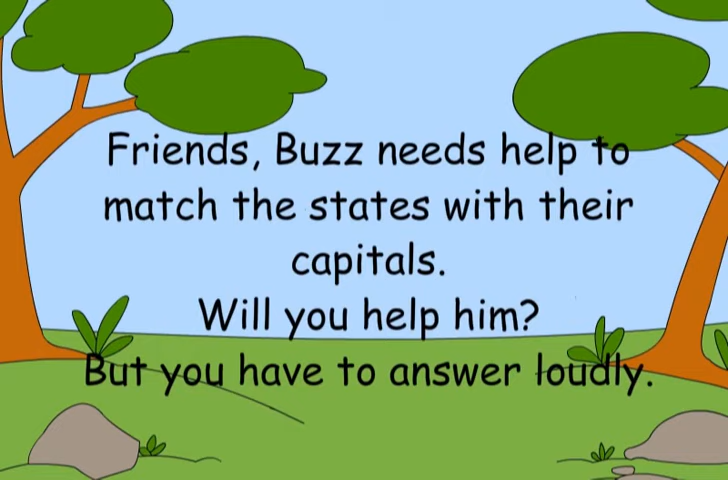 Friends, Buzz needs help to
match the states with their
capitals.
Will you help him?
But you have to answer loudly.